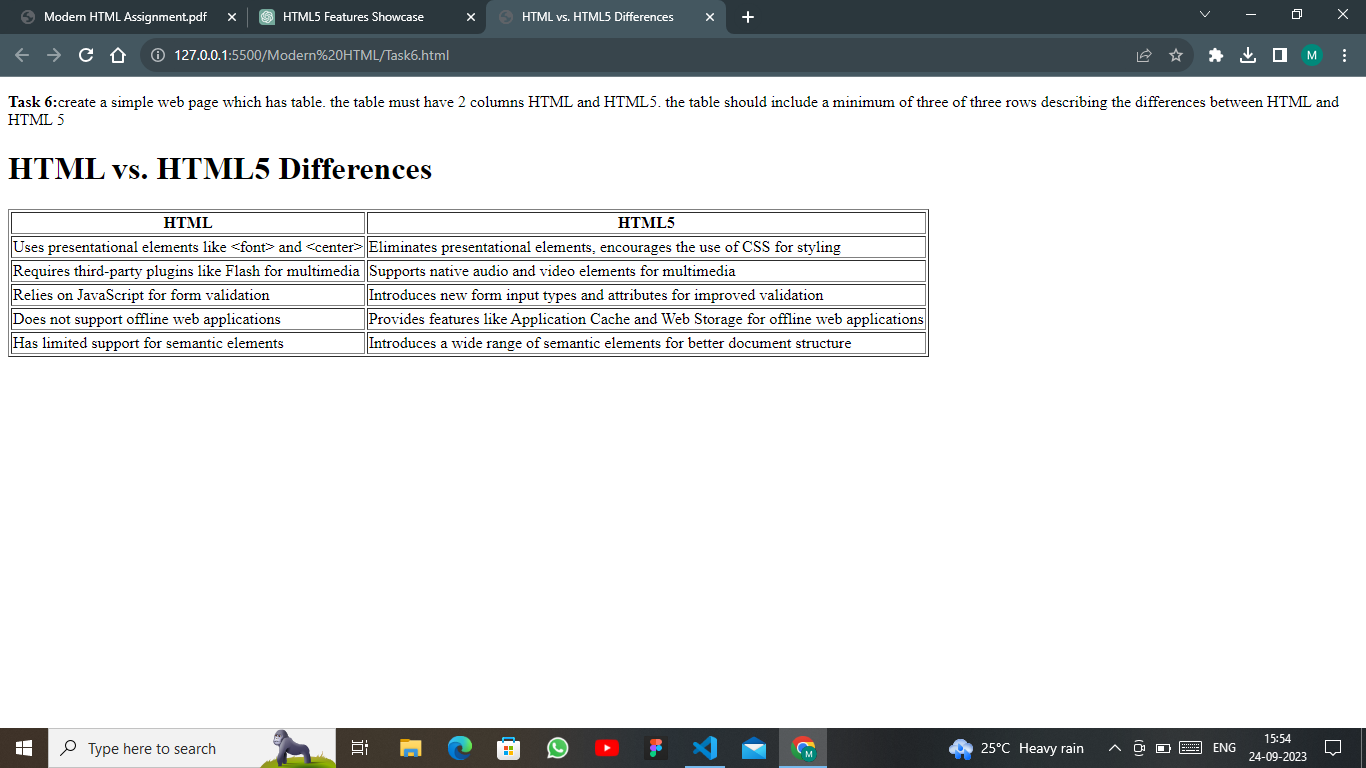 Modern HTML Assignment.pdf
HTML5 Features Showcase
HTML vs. HTML5 Differences
127.0.0.1:5500/Modern%20HTML/Task6.html
M
Task 6:create a simple web page which has table. the table must have 2 columns HTML and HTML5. the table should include a minimum of three of three rows describing the differences between HTML and
HTML 5
HTML vs. HTML5 Differences
HTML HTML5
Uses presentational elements like <font> and <center> Eliminates presentational elements, encourages the use of CSS for styling
Requires third-party plugins like Flash for multimedia Supports native audio and video elements for multimedia
Relies on JavaScript for form validation Introduces new form input types and attributes for improved validation
Does not support offline web applications Provides features like Application Cache and Web Storage for offline web applications
Has limited support for semantic elements Introduces a wide range of semantic elements for better document structure
Type here to search
M
25°C Heavy rain
ENG
15:54
24-09-2023